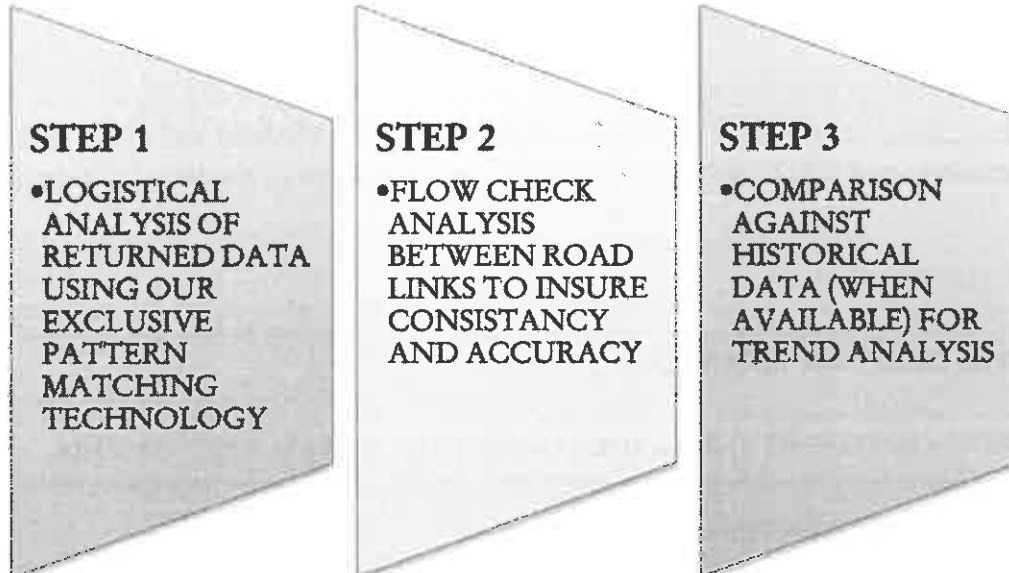 STEP 1
•LOGISTICAL
ANALYSIS OF
RETURNED DATA
USING OUR
EXCLUSIVE
PATTERN
MATCHING
TECHNOLOGY
STEP 2
•FLOW CHECK
ANALYSIS
BETWEEN ROAD
LINKS TO INSURE
CONSISTANCY
AND ACCURACY
STEP 3
•COMPARISON
AGAINST
HISTORICAL
DATA (WHEN
AVAILABLE) FOR
TREND ANALYSIS